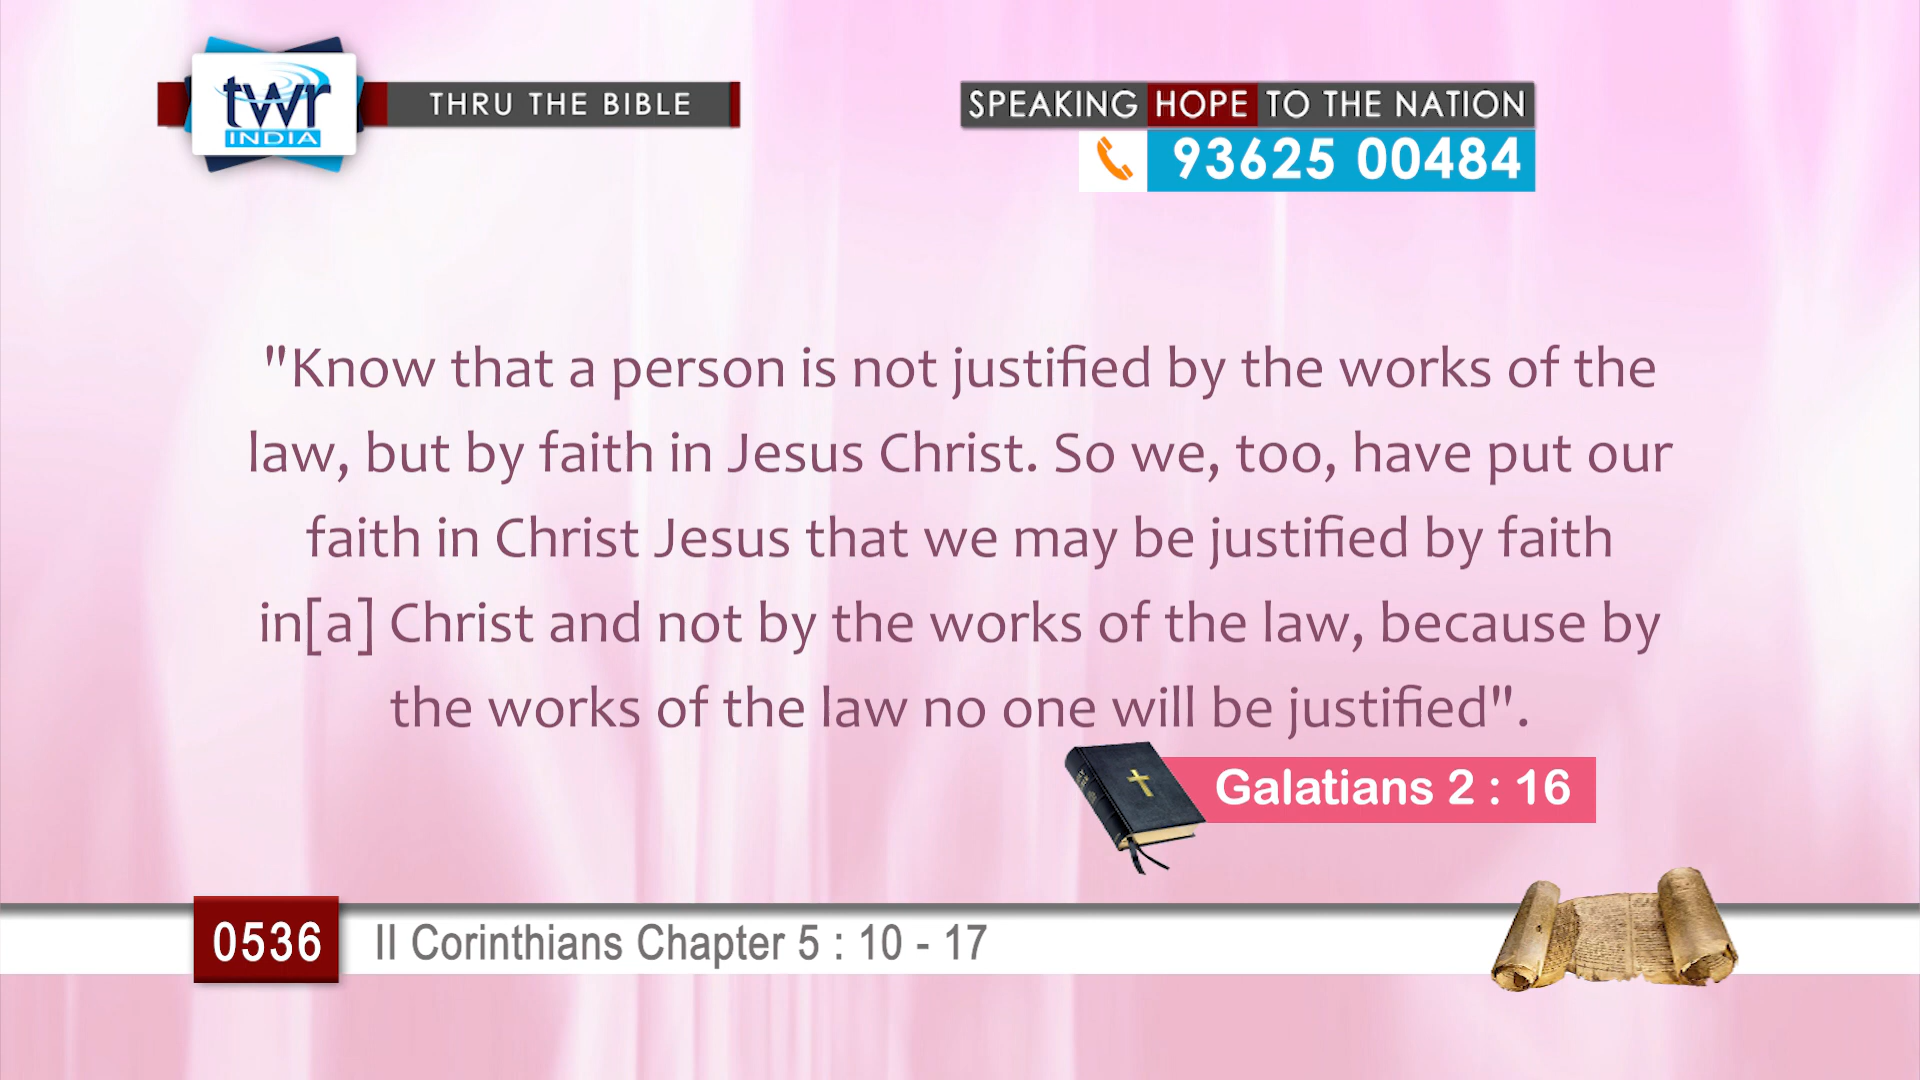 twr
INDIA
THRU THE BIBLE
SPEAKING HOPE TO THE NATION
93625 00484
"Know that a person is not justified by the works of the
law, but by faith in Jesus Christ. So we, too, have put our
faith in Christ Jesus that we may be justified by faith
in[a] Christ and not by the works of the law, because by
the works of the law no one will be justified".
Galatians 2 : 16
0536
II Corinthians Chapter 5 : 10 - 17